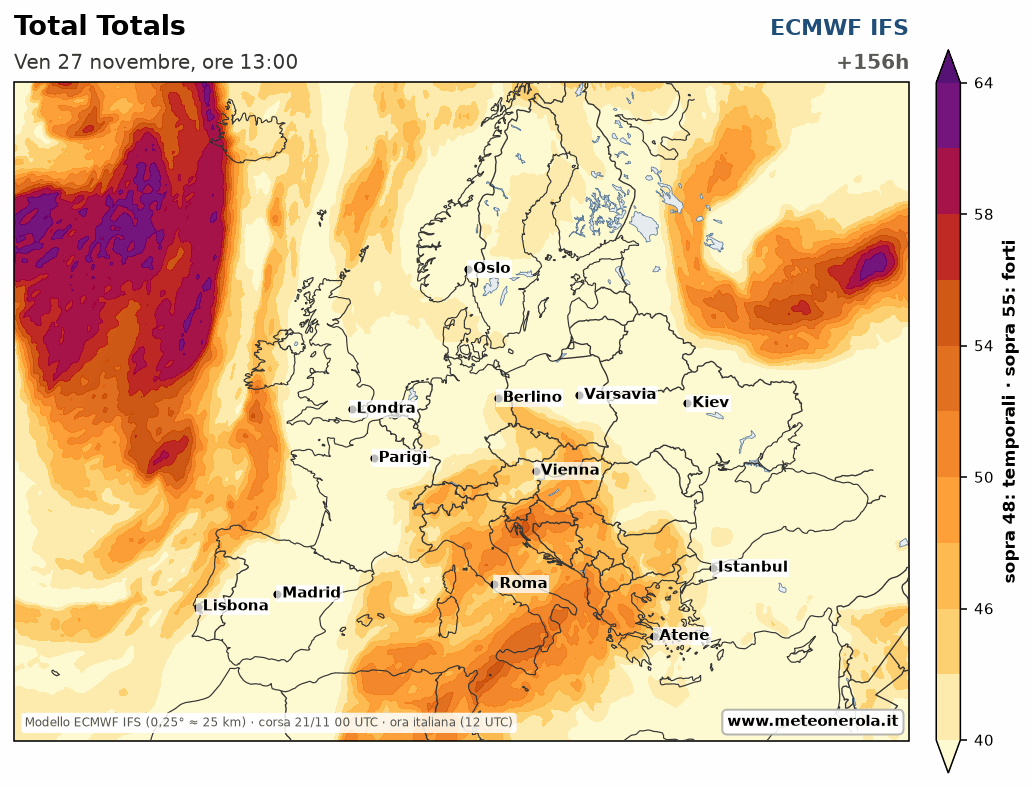 Total Totals
ECMWF IFS
Ven 27 novembre, ore 13:00
+156h
64
58
54
50
46
40
sopra 48: temporali · sopra 55: forti
Oslo
Londra
Berlino
Varsavia
Kiev
Parigi
Vienna
Istanbul
Roma
Madrid
Lisbona
Atene
Modello ECMWF IFS (0,25° ≈ 25 km) · corsa 21/11 00 UTC · ora italiana (12 UTC)
www.meteonerola.it